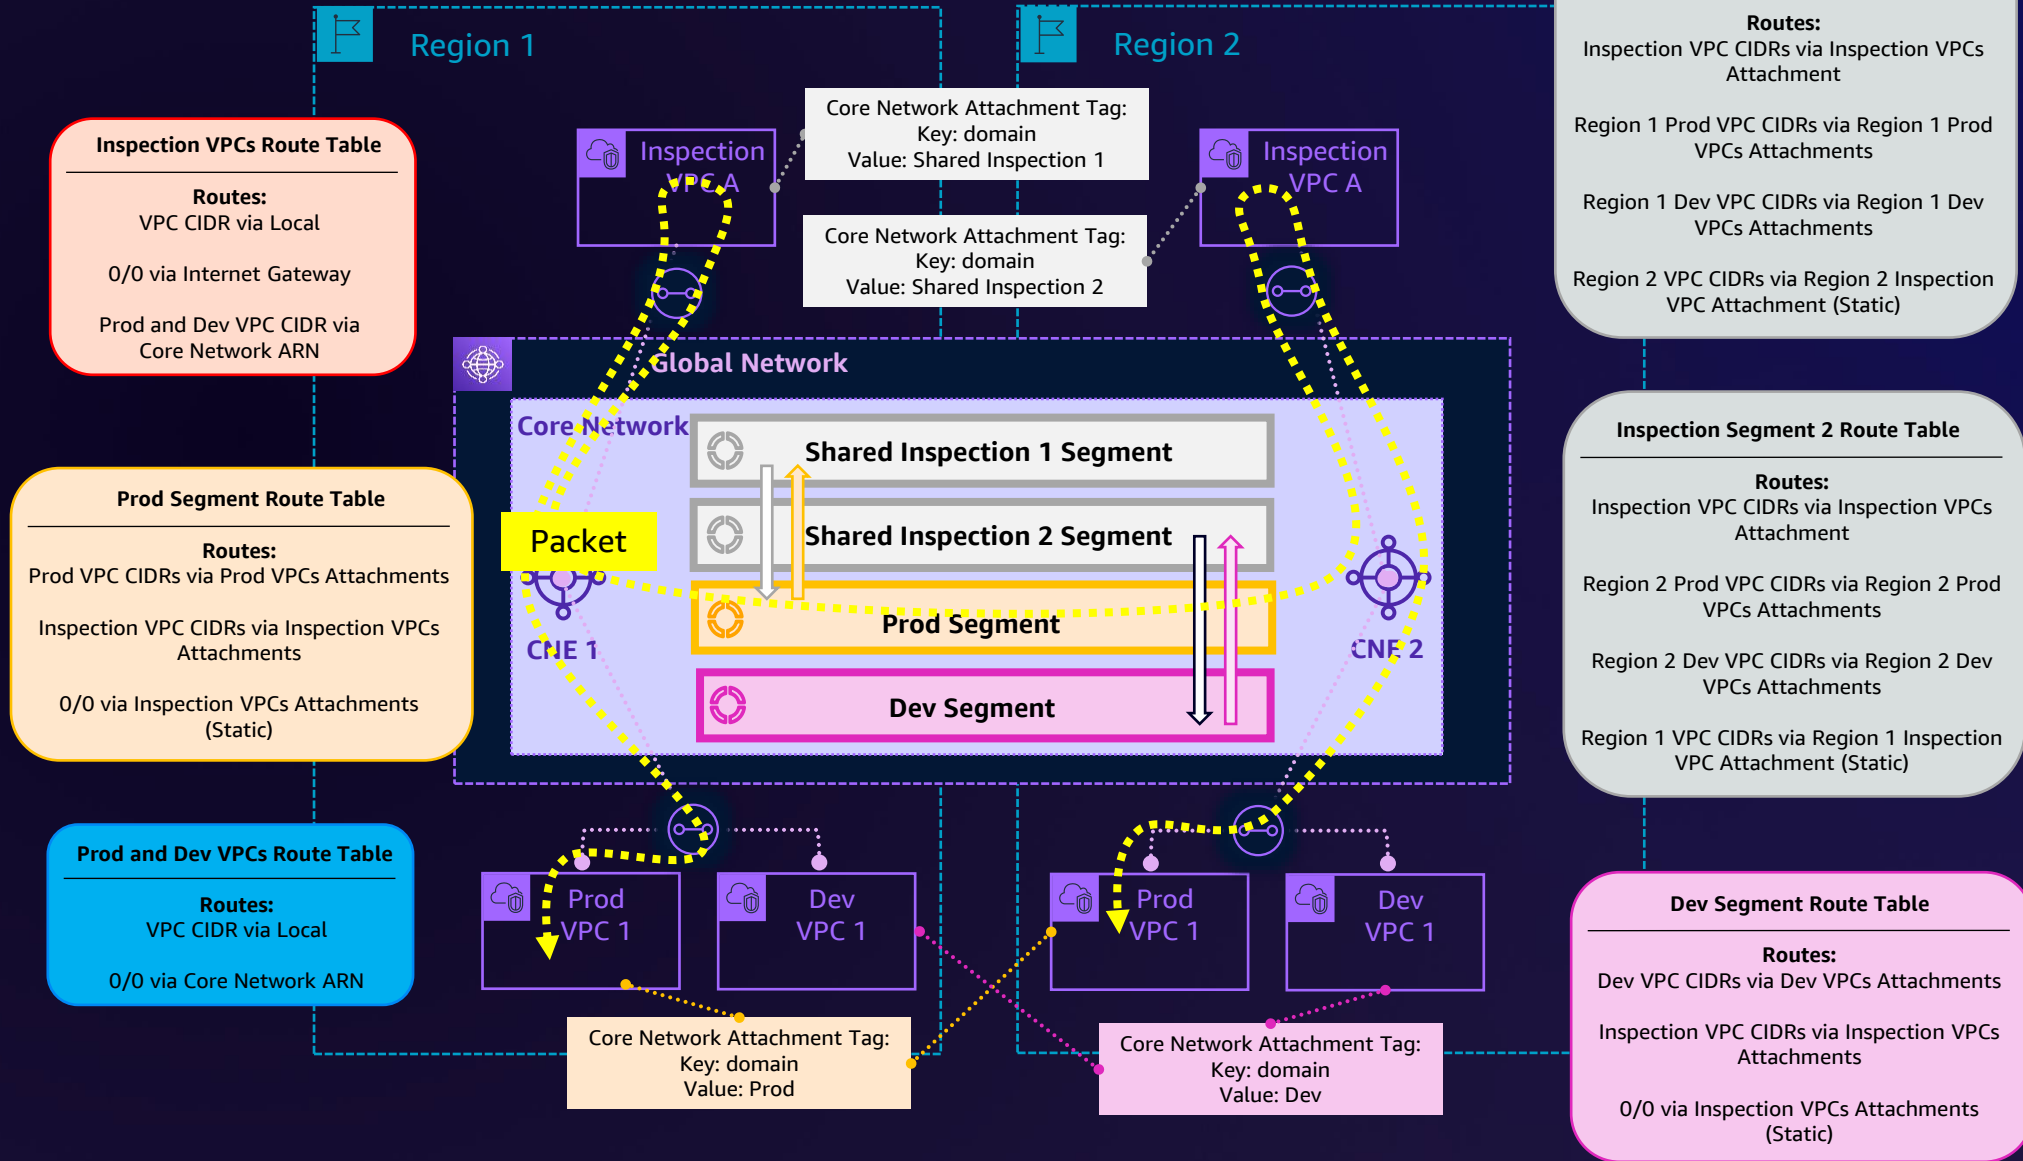 Region 1
Region 2
Inspection VPCs Route Table
Routes:
VPC CIDR via Local
0/0 via Internet Gateway
Prod and Dev VPC CIDR via
Core Network ARN
Prod Segment Route Table
Routes:
Prod VPC CIDRs via Prod VPCs Attachments
Inspection VPC CIDRs via Inspection VPCs
Attachments
0/0 via Inspection VPCs Attachments
(Static)
Prod and Dev VPCs Route Table
Routes:
VPC CIDR via Local
0/0 via Core Network ARN
Inspection
VPC A
Core Network Attachment Tag:
Key: domain
Value: Shared Inspection 1
Core Network Attachment Tag:
Key: domain
Value: Shared Inspection 2
Inspection
VPC A
Global Network
Core Network
Shared Inspection 1 Segment
Shared Inspection 2 Segment
Packet
Prod Segment
CNE 1
CNE 2
Dev Segment
Prod
VPC 1
Dev
VPC 1
Prod
VPC 1
Dev
VPC 1
Core Network Attachment Tag:
Key: domain
Value: Prod
Core Network Attachment Tag:
Key: domain
Value: Dev
Routes:
Inspection VPC CIDRs via Inspection VPCs
Attachment
Region 1 Prod VPC CIDRs via Region 1 Prod
VPCs Attachments
Region 1 Dev VPC CIDRs via Region 1 Dev
VPCs Attachments
Region 2 VPC CIDRs via Region 2 Inspection
VPC Attachment (Static)
Inspection Segment 2 Route Table
Routes:
Inspection VPC CIDRs via Inspection VPCs
Attachment
Region 2 Prod VPC CIDRs via Region 2 Prod
VPCs Attachments
Region 2 Dev VPC CIDRs via Region 2 Dev
VPCs Attachments
Region 1 VPC CIDRs via Region 1 Inspection
VPC Attachment (Static)
Dev Segment Route Table
Routes:
Dev VPC CIDRs via Dev VPCs Attachments
Inspection VPC CIDRs via Inspection VPCs
Attachments
0/0 via Inspection VPCs Attachments
(Static)